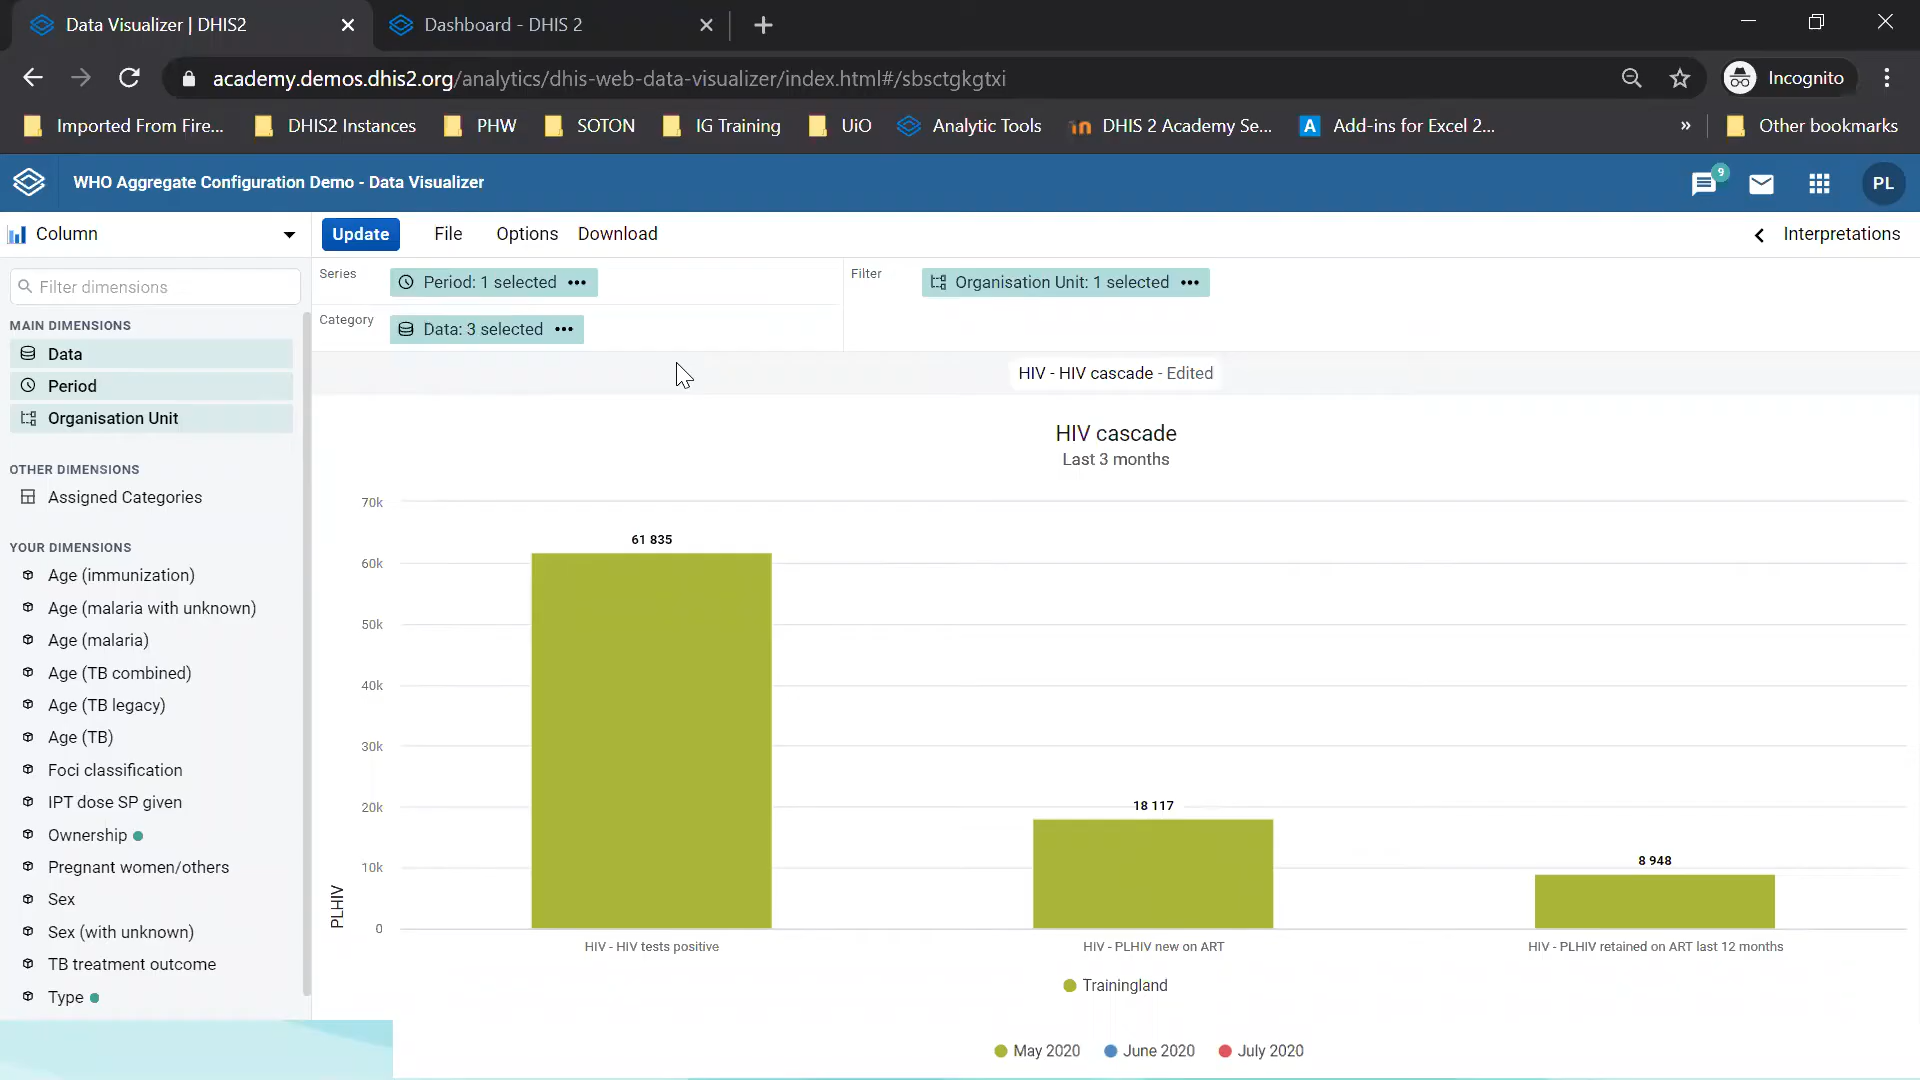 Data Visualizer | DHIS2
Dashboard - DHIS 2
academy.demos.dhis2.org/analytics/dhis-web-data-visualizer/index.html#/sbsctgkgtxi
Incognito
Imported From Fire...
DHIS2 Instances
PHW
SOTON
IG Training
UiO
Analytic Tools
DHIS 2 Academy Se...
Add-ins for Excel 2...
»
Other bookmarks
WHO Aggregate Configuration Demo - Data Visualizer
9
PL
Column
Update
File
Options
Download
Interpretations
Filter dimensions
MAIN DIMENSIONS
Data
Period
Organisation Unit
OTHER DIMENSIONS
Assigned Categories
YOUR DIMENSIONS
Age (immunization)
Age (malaria with unknown)
Age (malaria)
Age (TB combined)
Age (TB legacy)
Age (TB)
Foci classification
IPT dose SP given
Ownership
Pregnant women/others
Sex
Sex (with unknown)
TB treatment outcome
Type
Series
Period: 1 selected
Category
Data: 3 selected
Filter
Organisation Unit: 1 selected
HIV - HIV cascade - Edited
HIV cascade
Last 3 months
70k
60k
50k
40k
30k
20k
10k
0
PLHIV
61 835
18 117
8 948
HIV - HIV tests positive
HIV - PLHIV new on ART
HIV - PLHIV retained on ART last 12 months
Trainingland
May 2020
June 2020
July 2020